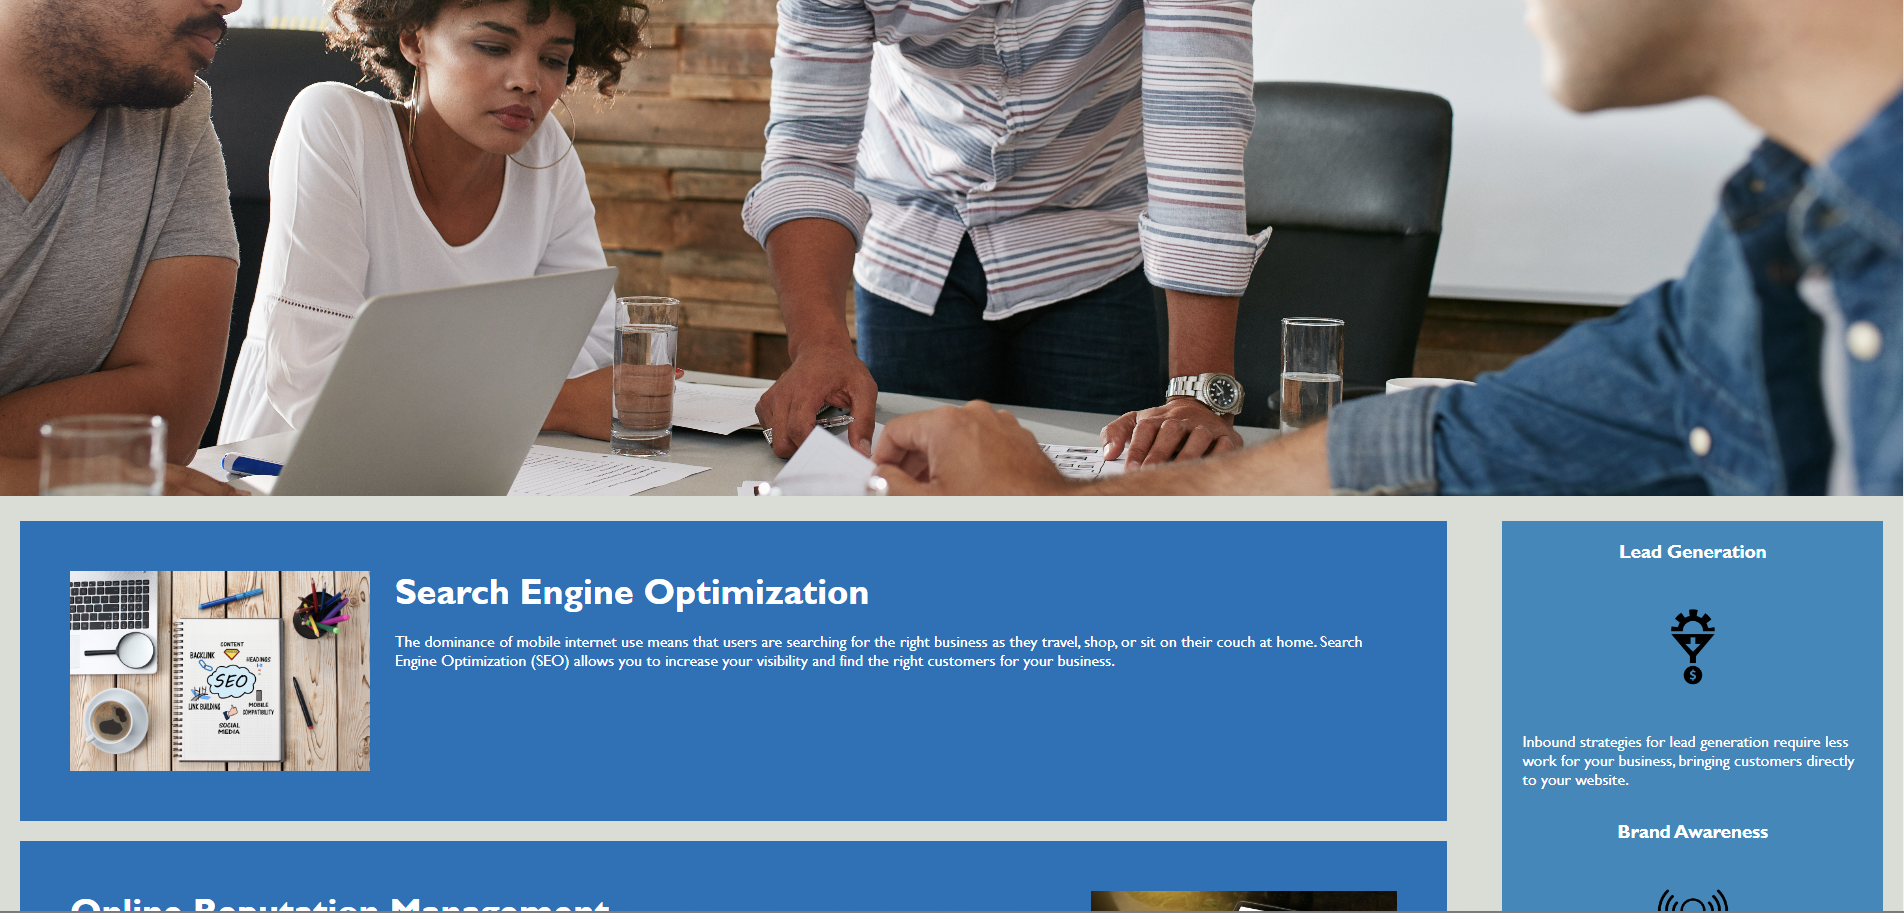 Search Engine Optimization
The dominance of mobile internet use means that users are searching for the right business as they travel, shop, or sit on their couch at home. Search
Engine Optimization (SEO) allows you to increase your visibility and find the right customers for your business.
CONTENT
BACKLINK
HEADINGS
SEO
LINK BUILDING
MOBILE
COMPATIBILITY
SOCIAL
MEDIA
Online Reputation Management
Lead Generation
$
Inbound strategies for lead generation require less
work for your business, bringing customers directly
to your website.
Brand Awareness